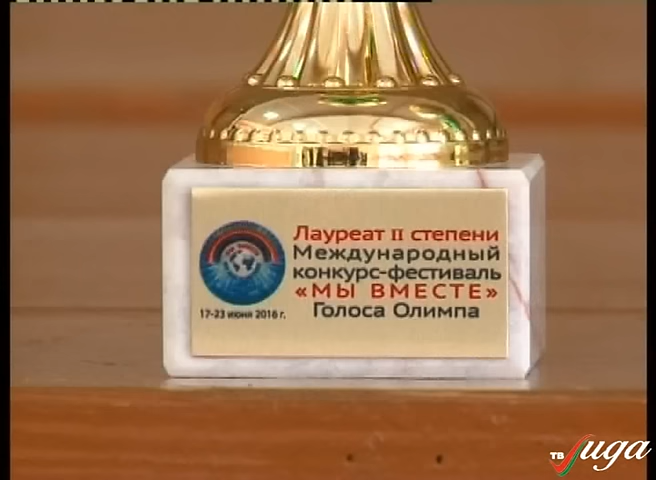 Лауреат II степени
Международный
конкурс-фестиваль
«МЫ ВМЕСТЕ»
Голоса Олимпа
17-23 июня 2016 г.
ТВ Лида